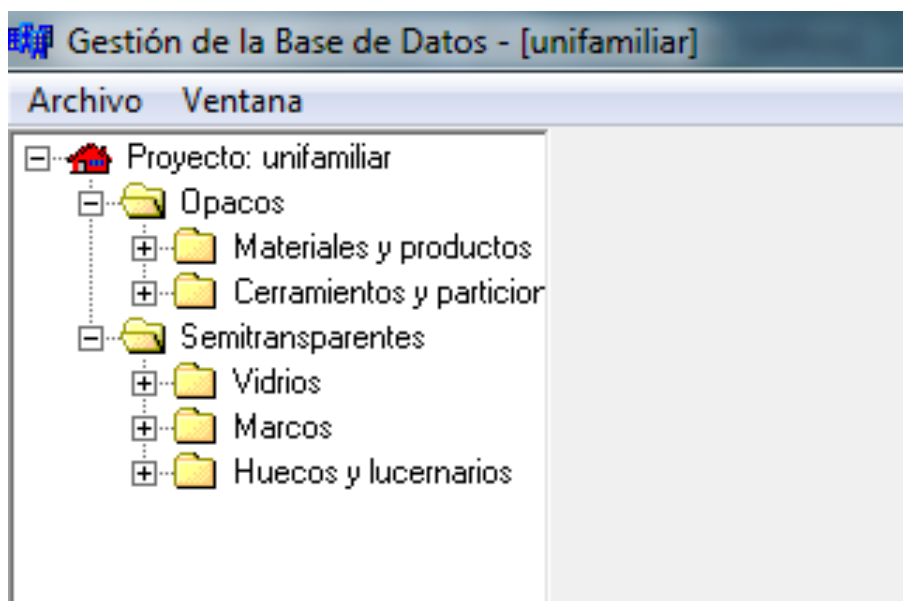 Gestión de la Base de Datos - [unifamiliar]
Archivo Ventana
Proyecto: unifamiliar
Opacos
Materiales y productos
Cerramientos y particion
Semitransparentes
Vidrios
Marcos
Huecos y lucernarios